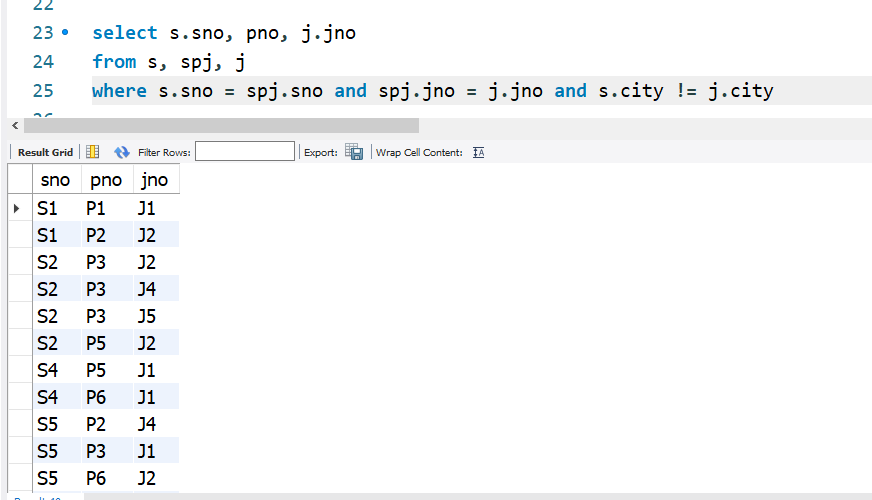 22
23 select s.sno, pno, j.jno
24 from s, spj, j
25 where s.sno = spj.sno and spj.jno = j.jno and s.city != j.city
Result Grid Filter Rows: Export: Wrap Cell Content:
sno pno jno
S1 P1 J1
S1 P2 J2
S2 P3 J2
S2 P3 J4
S2 P3 J5
S2 P5 J2
S4 P5 J1
S4 P6 J1
S5 P2 J4
S5 P3 J1
S5 P6 J2